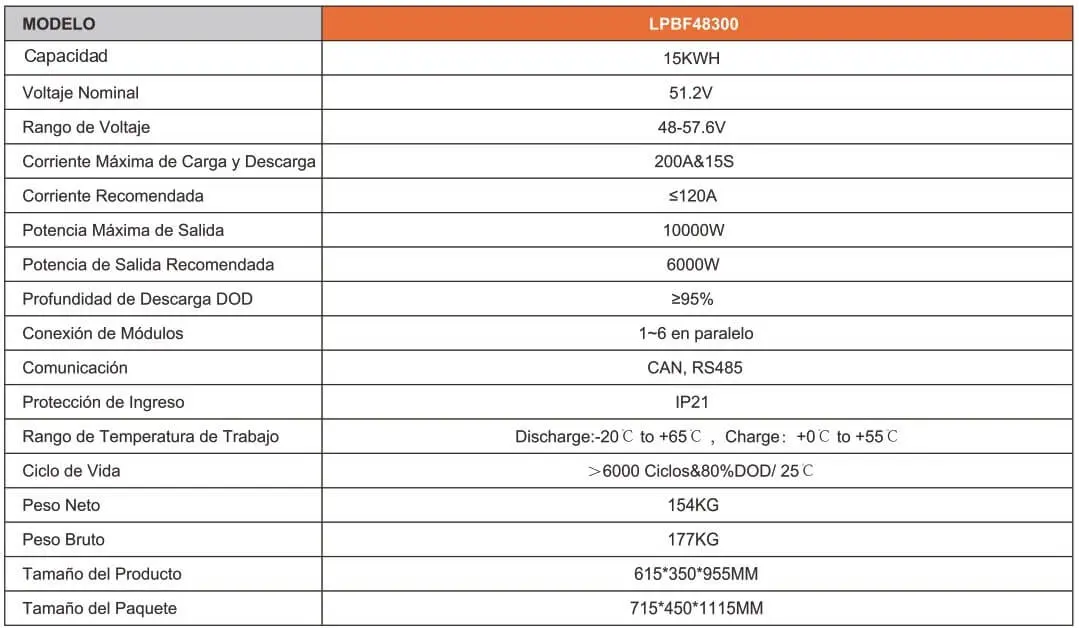 MODELO LPBF48300
Capacidad 15KWH
Voltaje Nominal 51.2V
Rango de Voltaje 48-57.6V
Corriente Máxima de Carga y Descarga 200A&15S
Corriente Recomendada ≤120A
Potencia Máxima de Salida 10000W
Potencia de Salida Recomendada 6000W
Profundidad de Descarga DOD ≥95%
Conexión de Módulos 1~6 en paralelo
Comunicación CAN, RS485
Protección de Ingreso IP21
Rango de Temperatura de Trabajo Discharge:-20℃ to +65℃ , Charge: +0℃ to +55℃
Ciclo de Vida >6000 Ciclos&80%DOD/ 25℃
Peso Neto 154KG
Peso Bruto 177KG
Tamaño del Producto 615*350*955MM
Tamaño del Paquete 715*450*1115MM